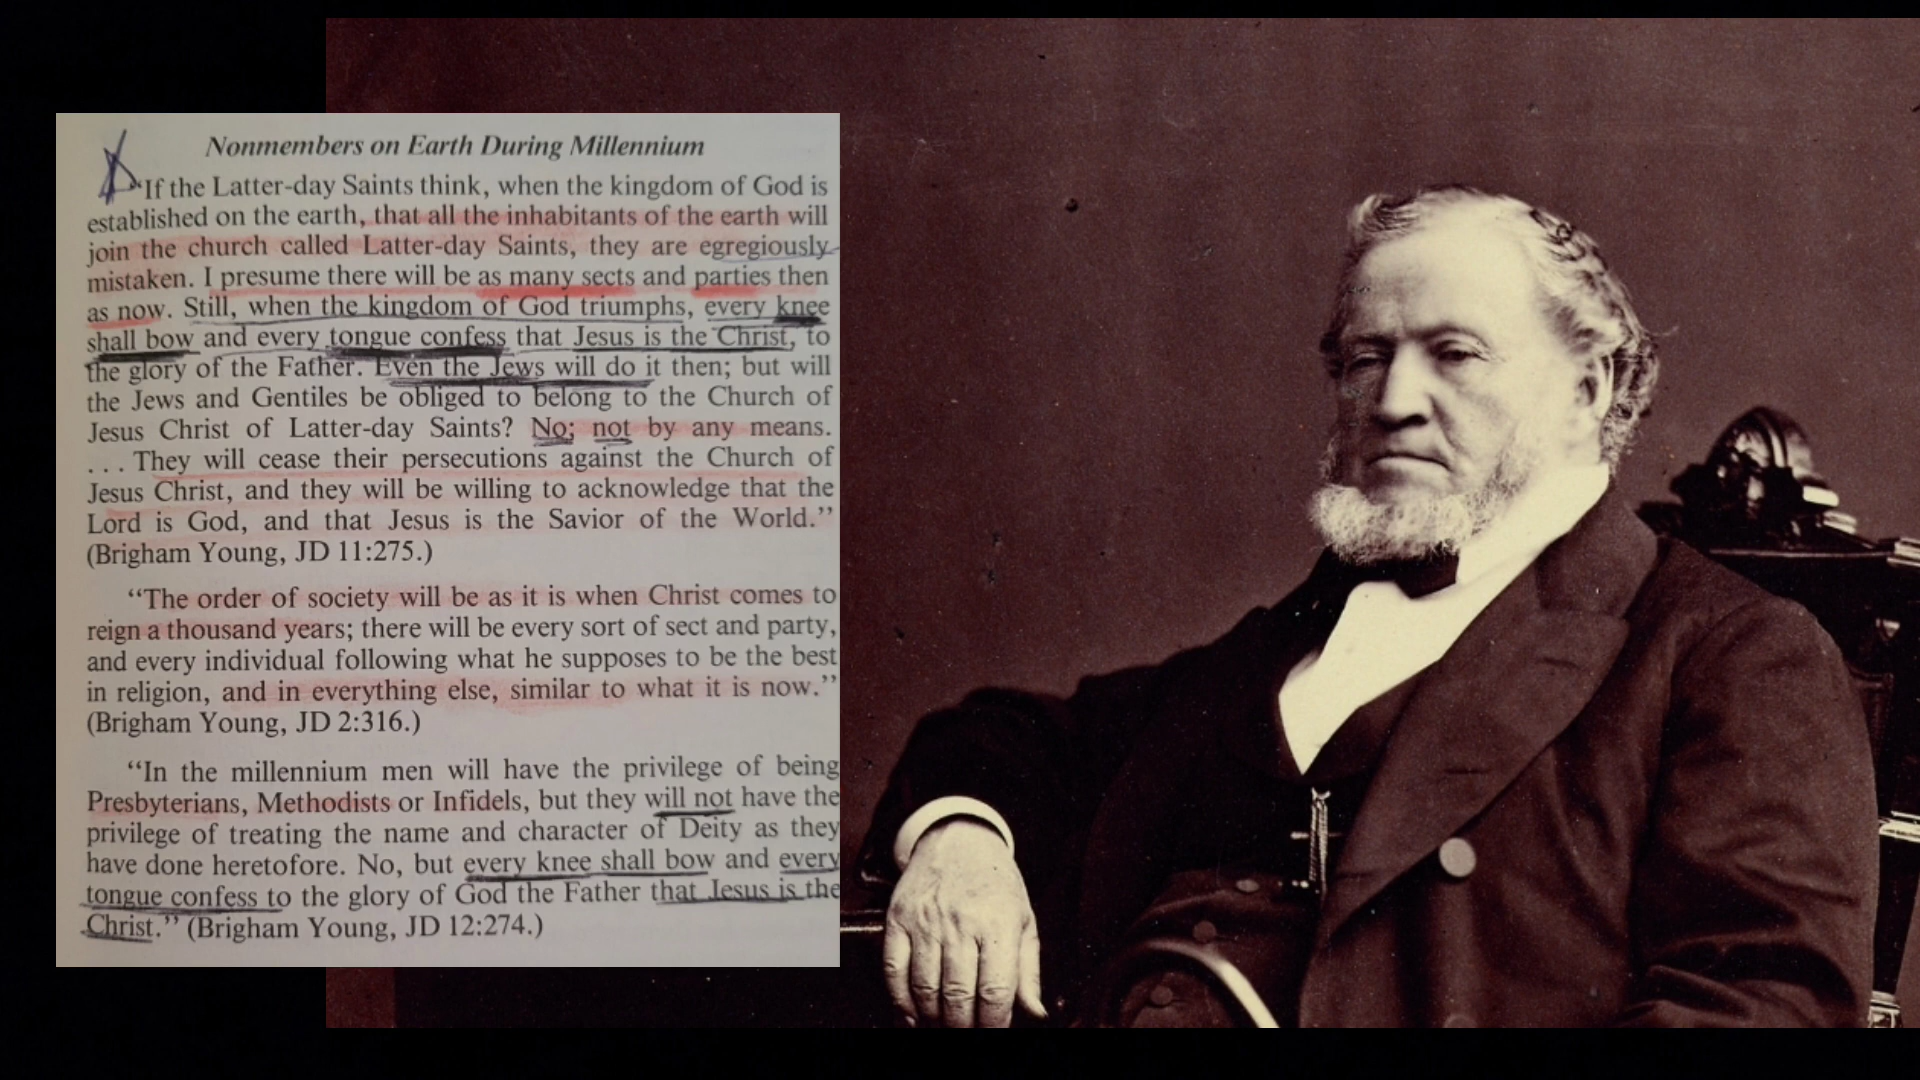 Nonmembers on Earth During Millennium
“If the Latter-day Saints think, when the kingdom of God is
established on the earth, that all the inhabitants of the earth will
join the church called Latter-day Saints, they are egregiously
mistaken. I presume there will be as many sects and parties then
as now. Still, when the kingdom of God triumphs, every knee
shall bow and every tongue confess that Jesus is the Christ, to
the glory of the Father. Even the Jews will do it then; but will
the Jews and Gentiles be obliged to belong to the Church of
Jesus Christ of Latter-day Saints? No; not by any means.
. . . They will cease their persecutions against the Church of
Jesus Christ, and they will be willing to acknowledge that the
Lord is God, and that Jesus is the Savior of the World.”
(Brigham Young, JD 11:275.)
“The order of society will be as it is when Christ comes to
reign a thousand years; there will be every sort of sect and party,
and every individual following what he supposes to be the best
in religion, and in everything else, similar to what it is now.”
(Brigham Young, JD 2:316.)
“In the millennium men will have the privilege of being
Presbyterians, Methodists or Infidels, but they will not have the
privilege of treating the name and character of Deity as they
have done heretofore. No, but every knee shall bow and every
tongue confess to the glory of God the Father that Jesus is the
Christ.” (Brigham Young, JD 12:274.)